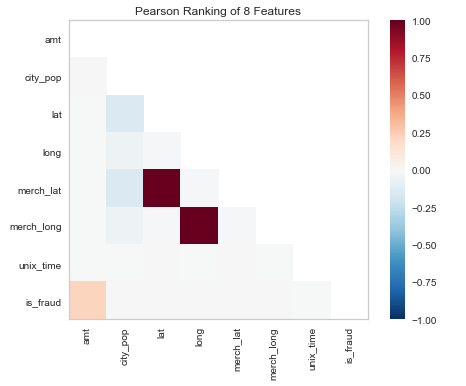 Pearson Ranking of 8 Features
amt
city_pop
lat
long
merch_lat
merch_long
unix_time
is_fraud
amt
city_pop
lat
long
merch_lat
merch_long
unix_time
is_fraud
1.00
0.75
0.50
0.25
0.00
−0.25
−0.50
−0.75
−1.00